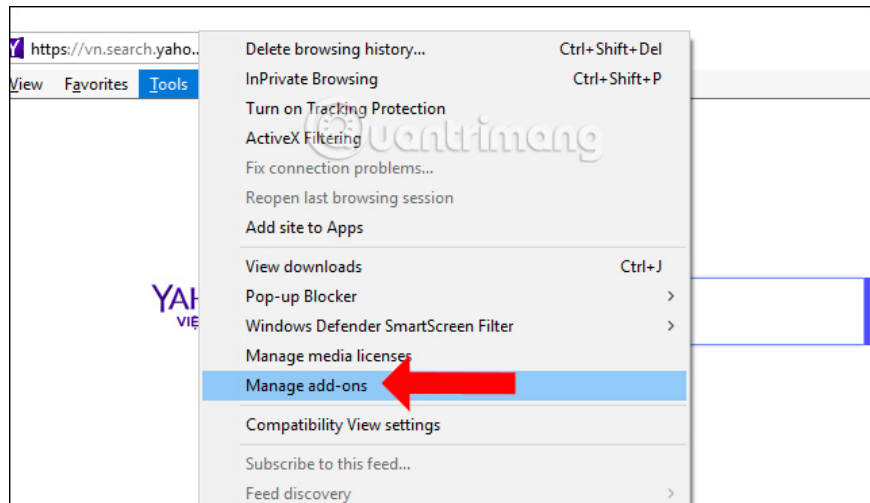 https://vn.search.yaho..
View Favorites Tools
Delete browsing history... Ctrl+Shift+Del
InPrivate Browsing Ctrl+Shift+P
Turn on Tracking Protection
ActiveX Filtering
Quantrimang
Fix connection problems...
Reopen last browsing session
Add site to Apps
View downloads Ctrl+J
Pop-up Blocker
YAH
VIỆ
Windows Defender SmartScreen Filter
Manage media licenses
Manage add-ons
Compatibility View settings
Subscribe to this feed...
Feed discovery